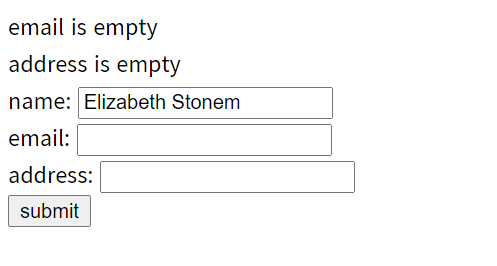 email is empty
address is empty
name: Elizabeth Stonem
email:
address:
submit